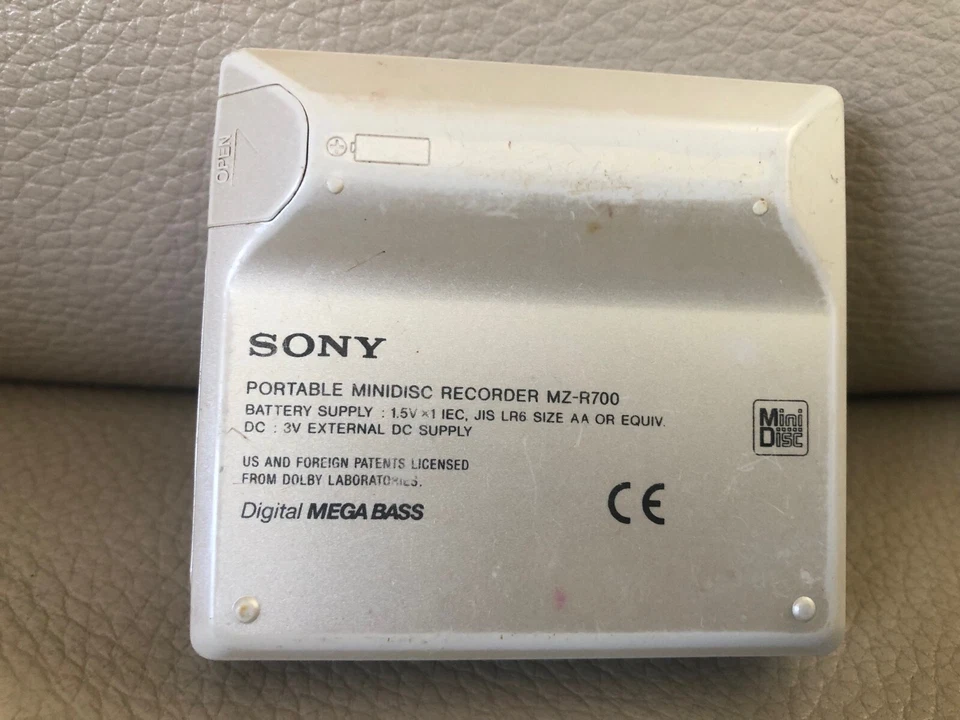 OPEN
SONY
PORTABLE MINIDISC RECORDER MZ-R700
BATTERY SUPPLY : 1.5V ×1 IEC, JIS LR6 SIZE AA OR EQUIV.
DC : 3V EXTERNAL DC SUPPLY
Mini
Disc
US AND FOREIGN PATENTS LICENSED
FROM DOLBY LABORATORIES.
Digital MEGA BASS
CE